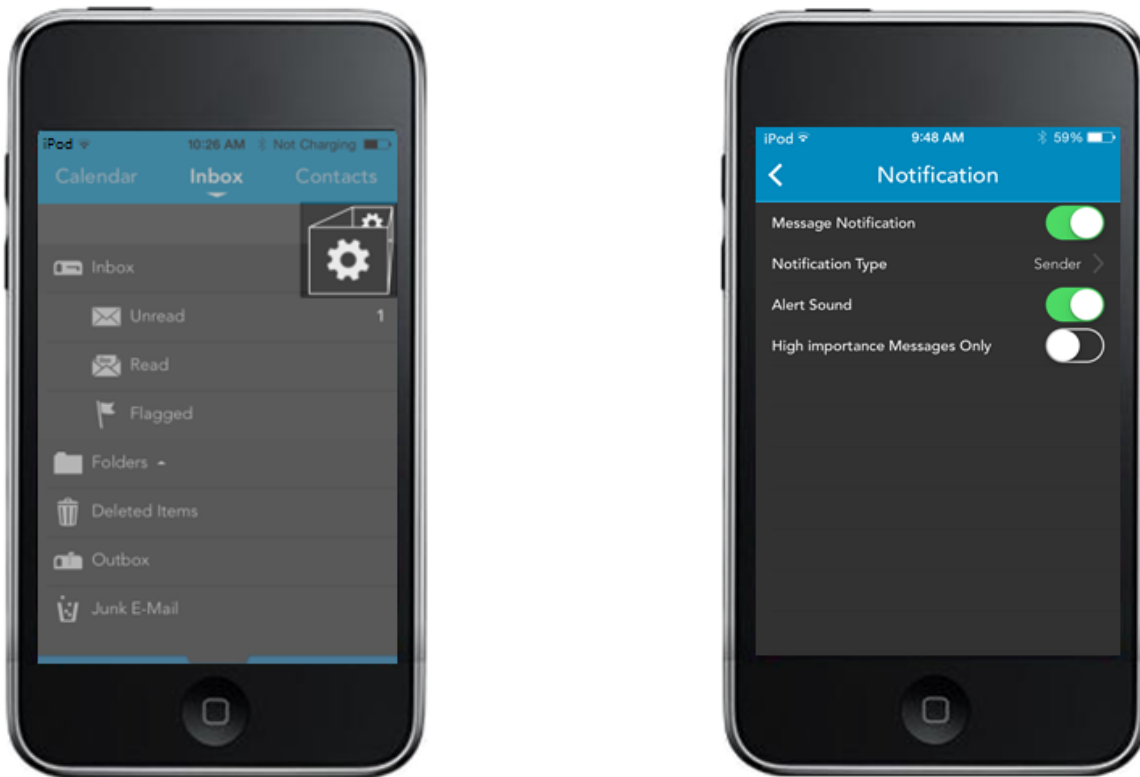 iPod 10:26 AM Not Charging
Calendar Inbox Contacts
Inbox
Unread 1
Read
Flagged
Folders
Deleted Items
Outbox
Junk E-Mail
iPod 9:48 AM 59%
Notification
Message Notification
Notification Type Sender
Alert Sound
High importance Messages Only